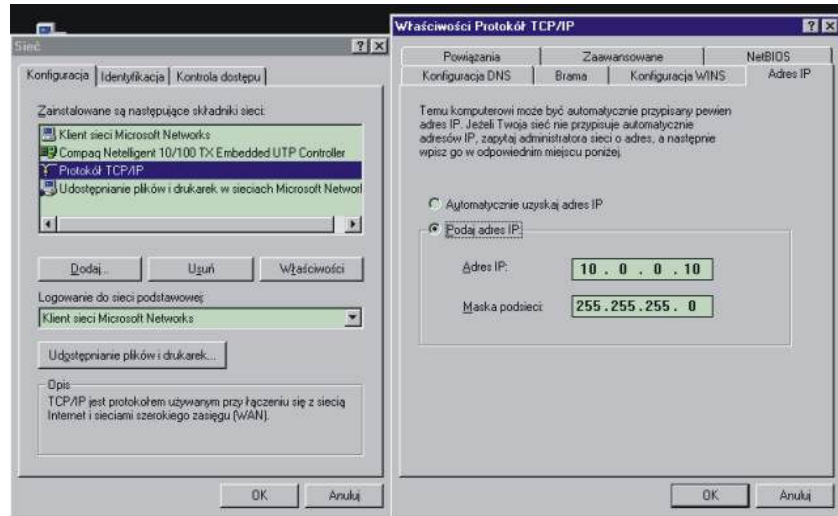 Sieć
Konfiguracja
Identyfikacja
Kontrola dostępu
Zainstalowane są następujące składniki sieci:
Klient sieci Microsoft Networks
Compaq Netelligent 10/100 TX Embedded UTP Controller
Protokół TCP/IP
Udostępnianie plików i drukarek w sieciach Microsoft Networl
Dodaj...
Usuń
Właściwości
Logowanie do sieci podstawowej:
Klient sieci Microsoft Networks
Udostępnianie plików i drukarek...
Opis
TCP/IP jest protokołem używanym przy łączeniu się z siecią
Internet i sieciami szerokiego zasięgu (WAN).
OK
Anuluj
Właściwości Protokół TCP/IP
Powiązania
Zaawansowane
NetBIOS
Konfiguracja DNS
Brama
Konfiguracja WINS
Adres IP
Temu komputerowi może być automatycznie przypisany pewien
adres IP. Jeżeli Twoja sieć nie przypisuje automatycznie
adresów IP, zapytaj administratora sieci o adres, a następnie
wpisz go w odpowiednim miejscu poniżej.
Automatycznie uzyskaj adres IP
Podaj adres IP:
Adres IP:
10 . 0 . 0 . 10
Maska podsieci:
255.255.255. 0
OK
Anuluj